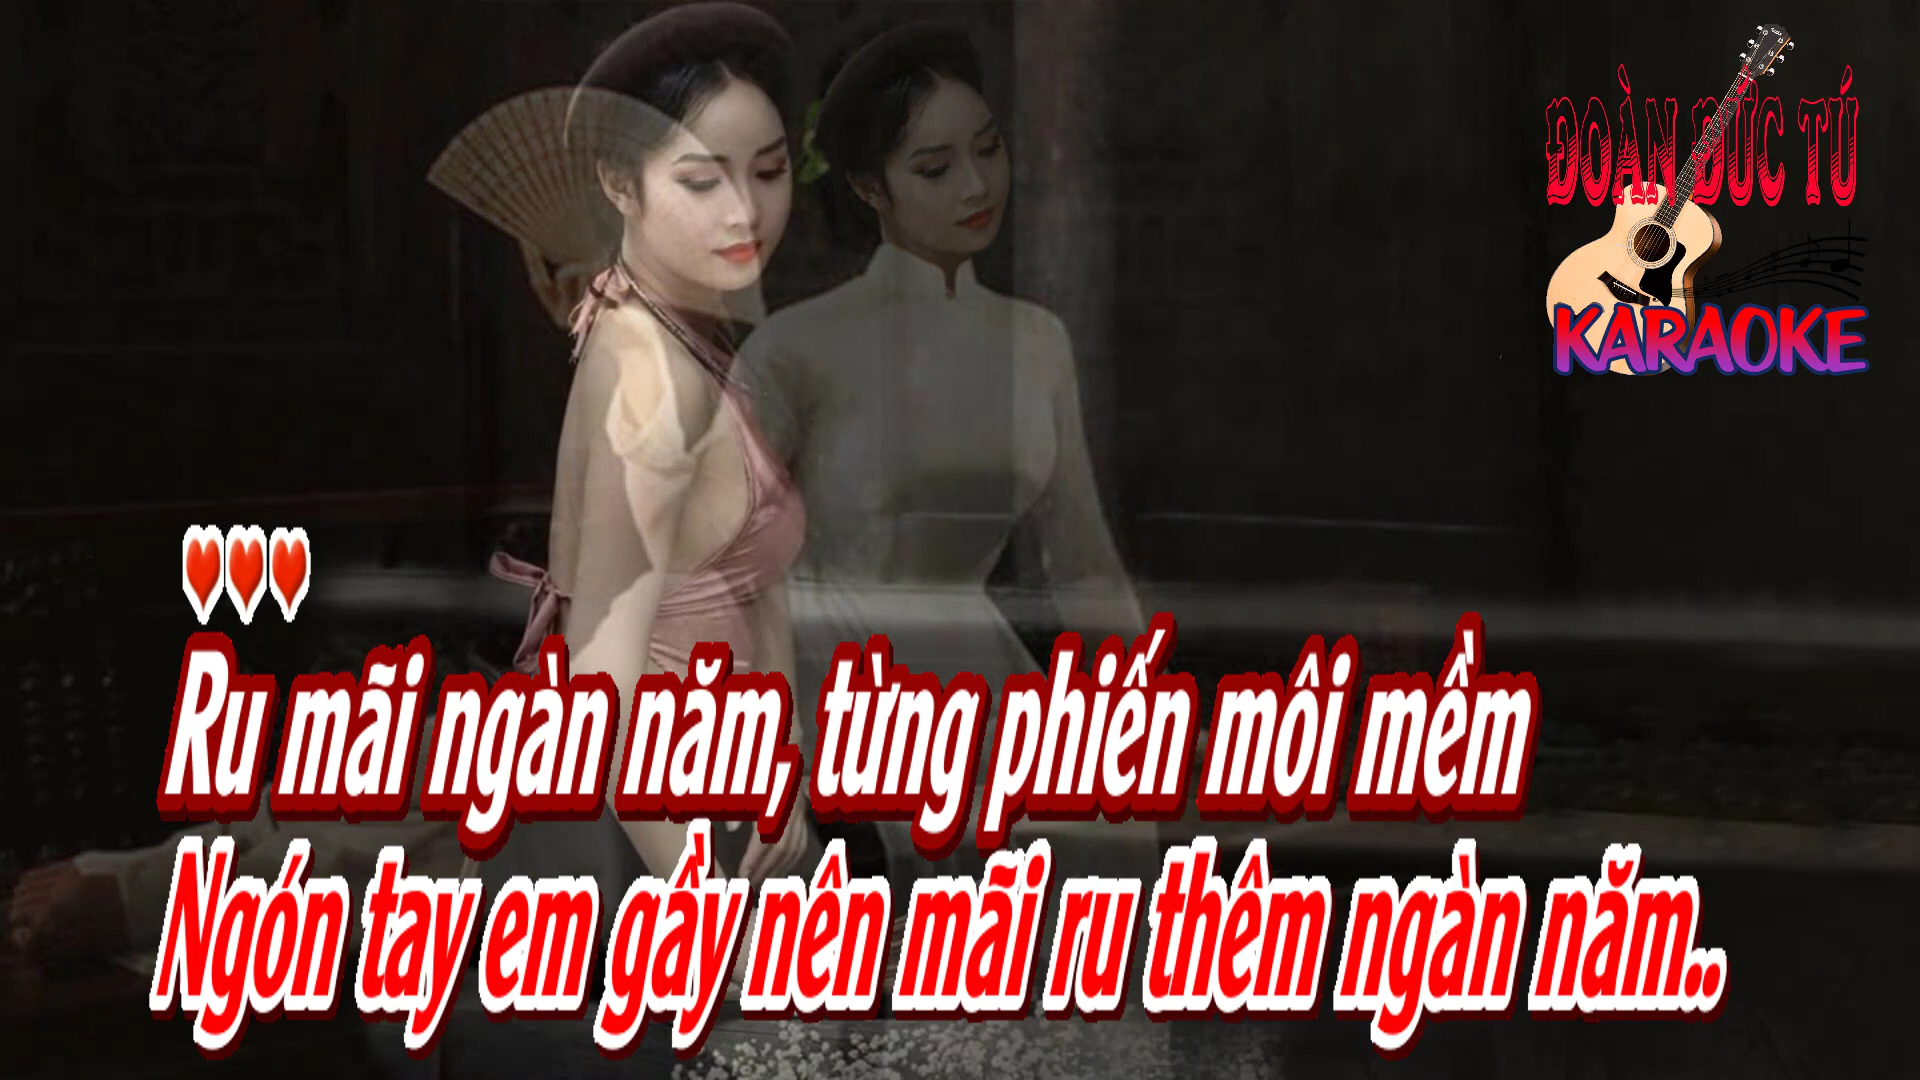 ĐOÀN ĐỨC TÚ
KARAOKE
Ru mãi ngàn năm, từng phiến môi mềm
Ngón tay em gầy nên mãi ru thêm ngàn năm..